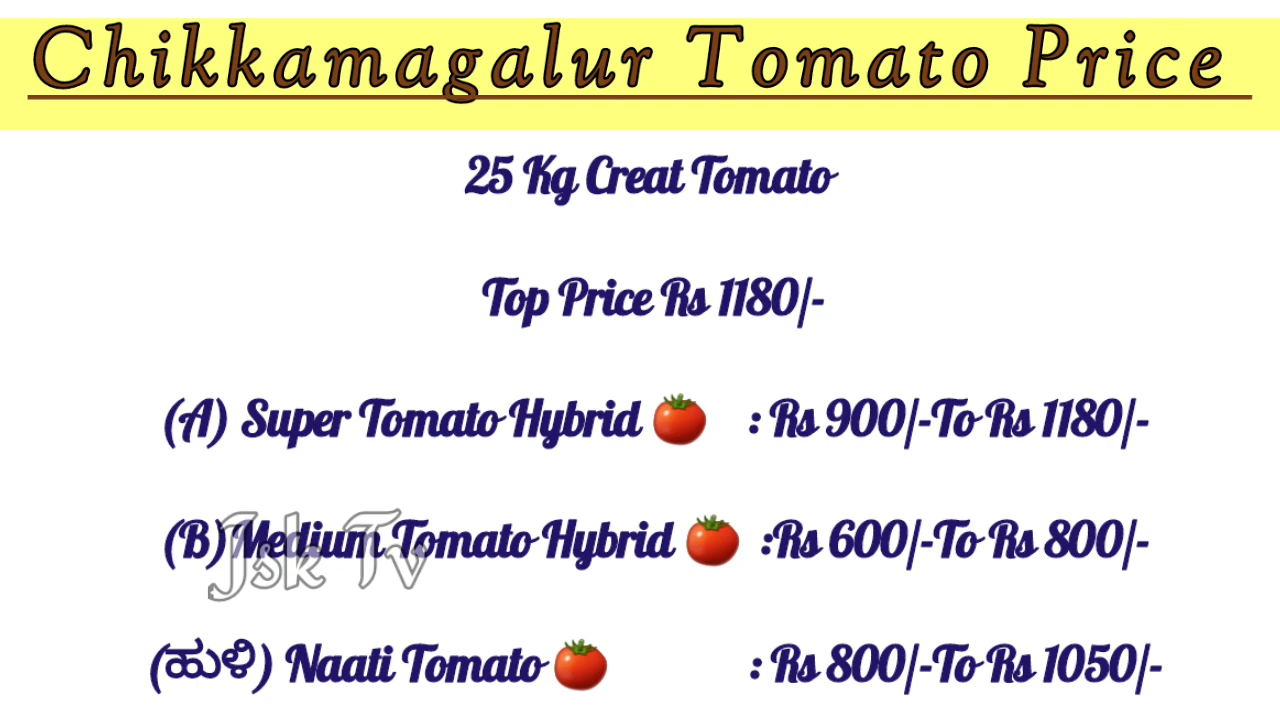 Chikkamagalur Tomato Price
25 Kg Creat Tomato
Top Price Rs 1180/-
(A) Super Tomato Hybrid 🍅 : Rs 900/-To Rs 1180/-
(B) Medium Tomato Hybrid 🍅 :Rs 600/-To Rs 800/-
Jsk Tv
(ಹುಳಿ) Naati Tomato 🍅 : Rs 800/-To Rs 1050/-